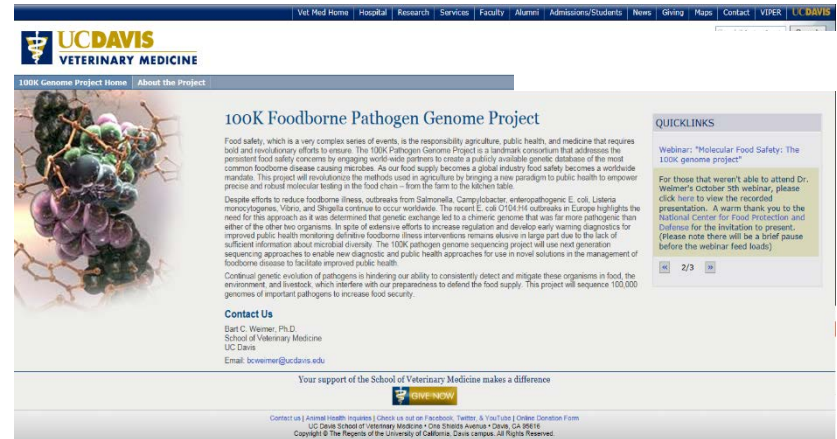 Vet Med Home | Hospital | Research | Services | Faculty | Alumni | Admissions/Students | News | Giving | Maps | Contact | VIPER | UC DAVIS
UCDAVIS
VETERINARY MEDICINE
100K Genome Project Home | About the Project
100K Foodborne Pathogen Genome Project
Food safety, which is a very complex series of events, is the responsibility agriculture, public health, and medicine that requires
bold and revolutionary efforts to ensure. The 100K Pathogen Genome Project is a landmark consortium that addresses the
persistent food safety concerns by engaging world-wide partners to create a publicly available genetic database of the most
common foodborne disease causing microbes. As our food supply becomes a global industry food safety becomes a worldwide
mandate. This project will revolutionize the methods used in agriculture by bringing a new paradigm to public health to empower
precise and robust molecular testing in the food chain – from the farm to the kitchen table.
Despite efforts to reduce foodborne illness, outbreaks from Salmonella, Campylobacter, enteropathogenic E. coli, Listeria
monocytogenes, Vibrio, and Shigella continue to occur worldwide. The recent E. coli O104:H4 outbreaks in Europe highlights the
need for this approach as it was determined that genetic exchange led to a chimeric genome that was far more pathogenic than
either of the other two organisms. In spite of extensive efforts to increase regulation and develop early warning diagnostics for
improved public health monitoring definitive foodborne illness interventions remains elusive in large part due to the lack of
sufficient information about microbial diversity. The 100K pathogen genome sequencing project will use next generation
sequencing approaches to enable new diagnostic and public health approaches for use in novel solutions in the management of
foodborne disease to facilitate improved public health.
Continual genetic evolution of pathogens is hindering our ability to consistently detect and mitigate these organisms in food, the
environment, and livestock, which interfere with our preparedness to defend the food supply. This project will sequence 100,000
genomes of important pathogens to increase food security.
Contact Us
Bart C. Weimer, Ph.D.
School of Veterinary Medicine
UC Davis
Email: bcweimer@ucdavis.edu
QUICKLINKS
Webinar: "Molecular Food Safety: The
100K genome project"
For those that weren't able to attend Dr.
Weimer's October 5th webinar, please
click here to view the recorded
presentation. A warm thank you to the
National Center for Food Protection and
Defense for the invitation to present.
(Please note there will be a brief pause
before the webinar feed loads)
« 2/3 »
Your support of the School of Veterinary Medicine makes a difference
GIVE NOW
Contact us | Animal Health Inquiries | Check us out on Facebook, Twitter, & YouTube | Online Donation Form
UC Davis School of Veterinary Medicine • One Shields Avenue • Davis, CA 95616
Copyright © The Regents of the University of California, Davis campus. All Rights Reserved.